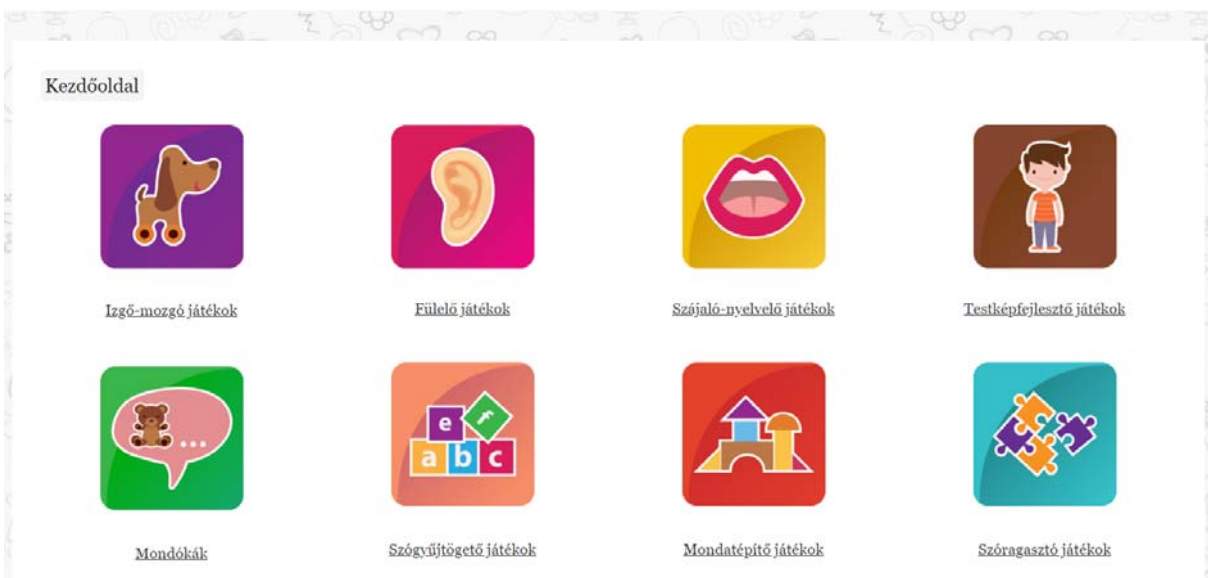 Kezdőoldal
Izgő-mozgó játékok
Fülelő játékok
Szájaló-nyelvelő játékok
Testképfejlesztő játékok
e f
a b c
Mondókák
Szógyűjtögető játékok
Mondatépítő játékok
Szóragasztó játékok